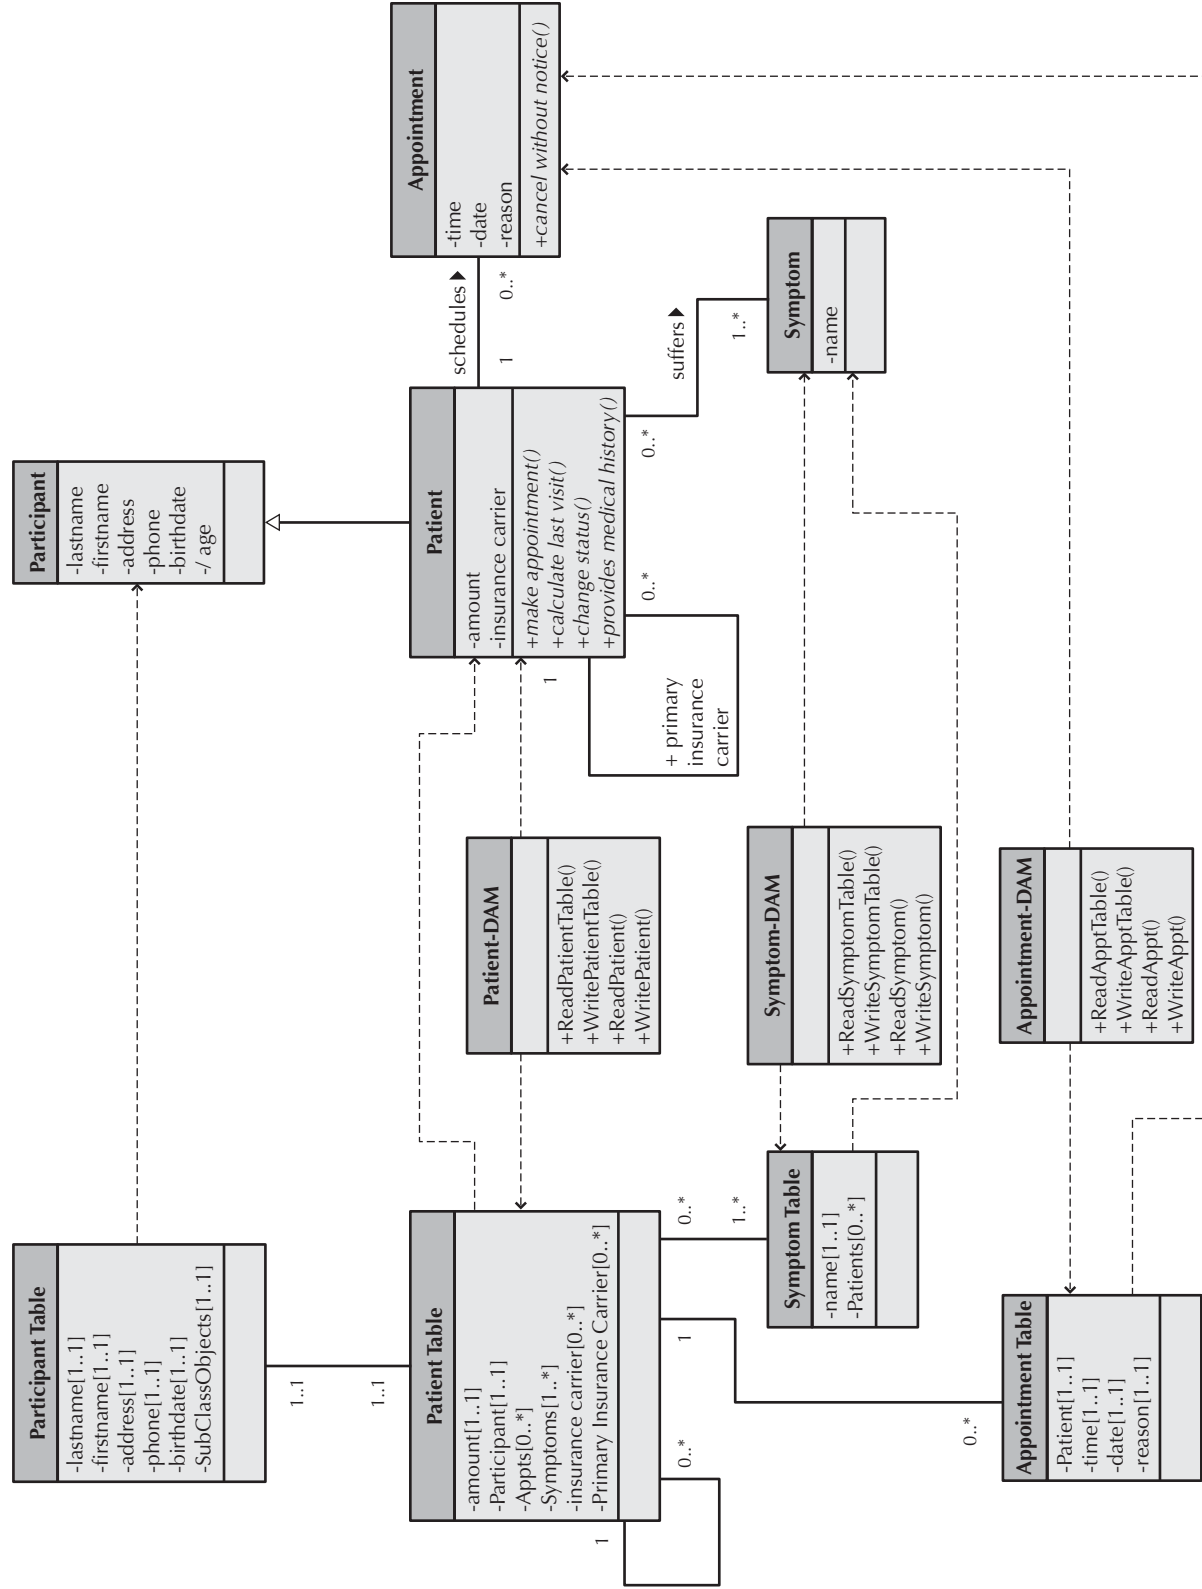 Participant Table
-lastname[1..1]
-firstname[1..1]
-address[1..1]
-phone[1..1]
-birthdate[1..1]
-SubClassObjects[1..1]
1..1
1..1
Participant
-lastname
-firstname
-address
-phone
-birthdate
-/ age
Patient Table
-amount[1..1]
-Participant[1..1]
-Appts[0..*]
-Symptoms[1..*]
-insurance carrier[0..*]
-Primary Insurance Carrier[0..*]
1
0..*
1
0..*
0..*
1..*
Patient-DAM
+ReadPatientTable()
+WritePatientTable()
+ReadPatient()
+WritePatient()
Patient
-amount
-insurance carrier
+make appointment()
+calculate last visit()
+change status()
+provides medical history()
1
+ primary
insurance
carrier
0..*
0..*
schedules
1
0..*
suffers
1..*
Appointment
-time
-date
-reason
+cancel without notice()
Symptom Table
-name[1..1]
-Patients[0..*]
Symptom-DAM
+ReadSymptomTable()
+WriteSymptomTable()
+ReadSymptom()
+WriteSymptom()
Symptom
-name
Appointment Table
-Patient[1..1]
-time[1..1]
-date[1..1]
-reason[1..1]
Appointment-DAM
+ReadApptTable()
+WriteApptTable()
+ReadAppt()
+WriteAppt()